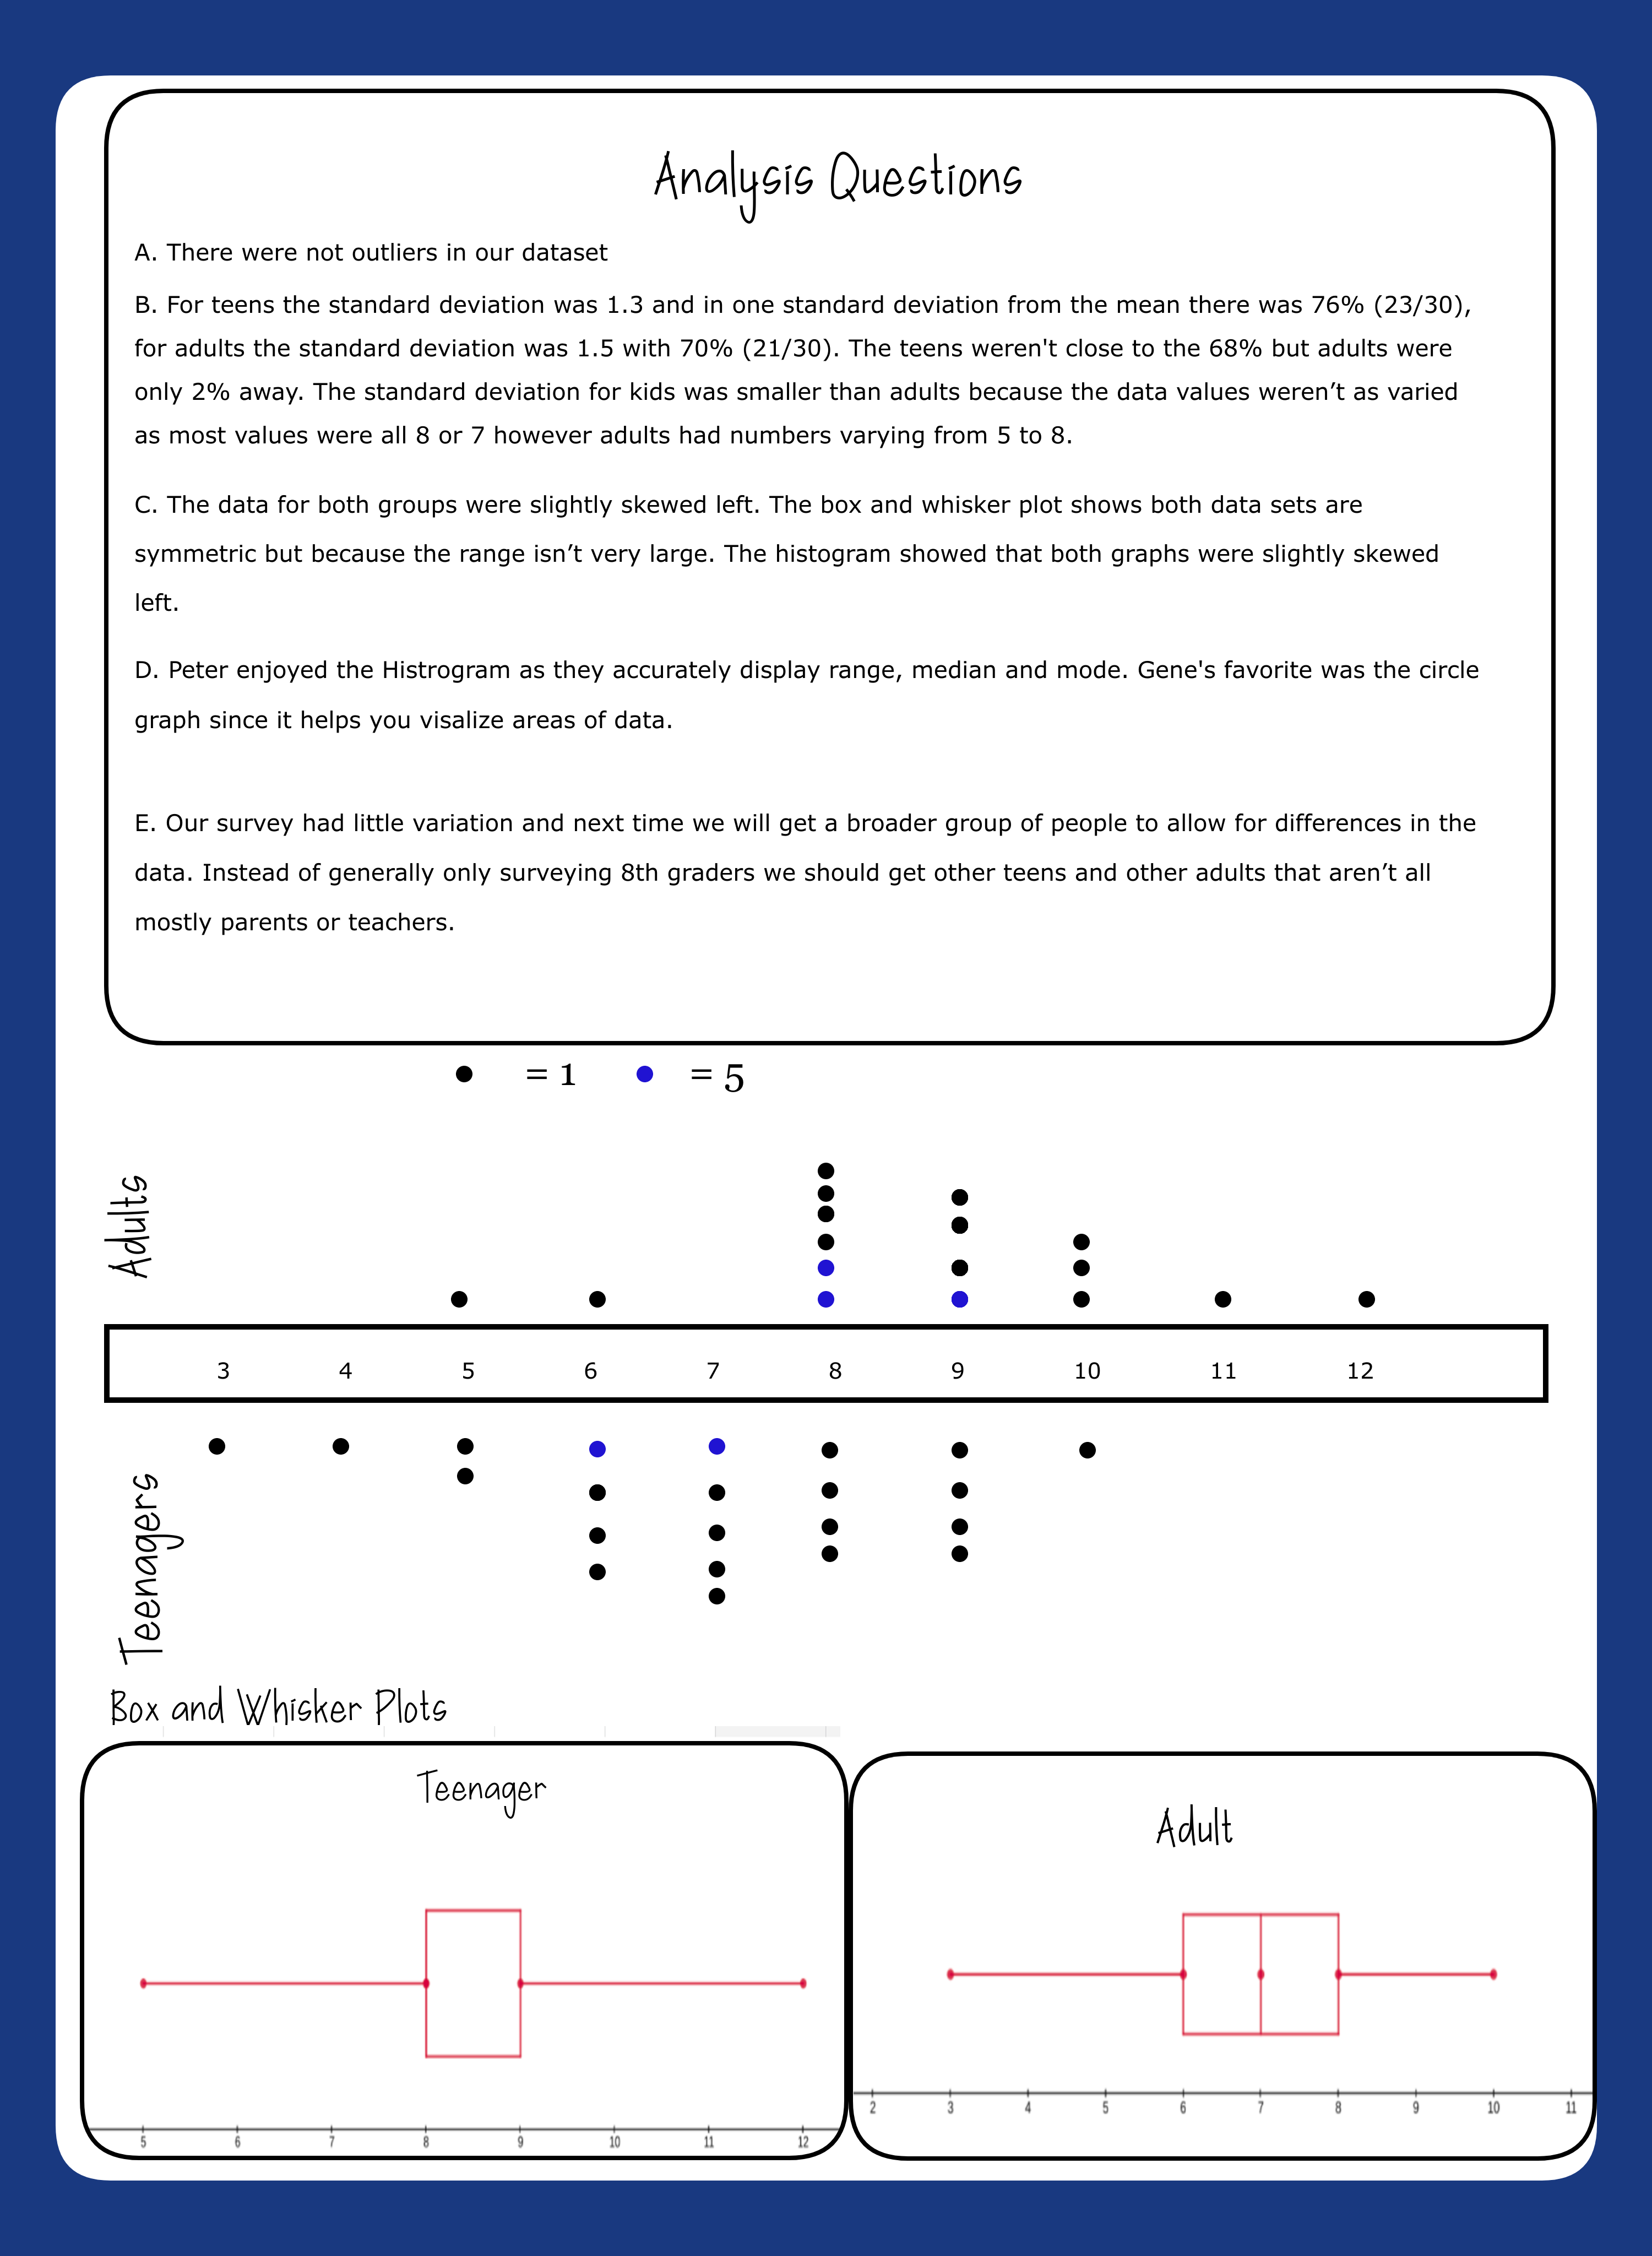 Analysis Questions
A. There were not outliers in our dataset
B. For teens the standard deviation was 1.3 and in one standard deviation from the mean there was 76% (23/30),
for adults the standard deviation was 1.5 with 70% (21/30). The teens weren't close to the 68% but adults were
only 2% away. The standard deviation for kids was smaller than adults because the data values weren’t as varied
as most values were all 8 or 7 however adults had numbers varying from 5 to 8.
C. The data for both groups were slightly skewed left. The box and whisker plot shows both data sets are
symmetric but because the range isn’t very large. The histogram showed that both graphs were slightly skewed
left.
D. Peter enjoyed the Histrogram as they accurately display range, median and mode. Gene's favorite was the circle
graph since it helps you visalize areas of data.
E. Our survey had little variation and next time we will get a broader group of people to allow for differences in the
data. Instead of generally only surveying 8th graders we should get other teens and other adults that aren’t all
mostly parents or teachers.
= 1 = 5
Adults
3 4 5 6 7 8 9 10 11 12
Teenagers
Box and Whisker Plots
Teenager
5 6 7 8 9 10 11 12
Adult
2 3 4 5 6 7 8 9 10 11